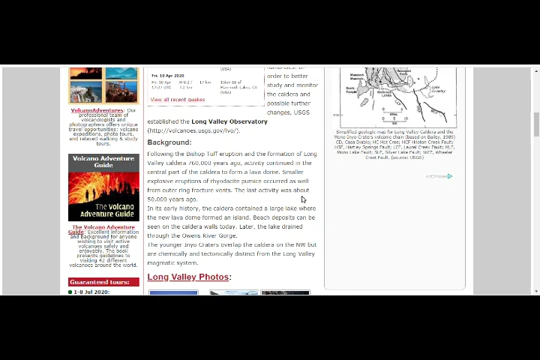 (USA)
order to better
Fri, 10 Apr 2020
study and monitor
the caldera and
(USA)
possible further
View all recent quakes
changes, USGS
established the Long Valley Observatory
(http://volcanoes.usgs.gov/lvo/).
Background:
Following the Bishop Tuff eruption and the formation of Long
Valley caldera 760,000 years ago, activity continued in the
central part of the caldera to form a lava dome. Smaller
explosive eruptions of rhyodacite pumice occurred as well
from outer ring fracture vents. The last activity was about
50.000 years ago.
In its early history, the caldera contained a large lake where
the new lava dome formed an island. Beach deposits can be
seen on the caldera walls today. Later, the lake drained
through the Owens River Gorge.
The younger Inyo Craters overlap the caldera on the NW but
are chemically and tectonically distinct from the Long Valley
magmatic system.
Long Valley Photos:
VolcanoAdventures: Our
professional team of
volcanologists and
photographers offers unique
travel opportunities: volcano
expeditions, photo tours,
and relaxed walking & study
tours.
Volcano Adventure
Guide
The Volcano
Adventure Guide
The Volcano Adventure
Guide: Excellent information
and background for anyone
wishing to visit active
volcanoes safely and
enjoyably. The book
presents guidelines to
visiting 42 different
volcanoes around the world.
Guaranteed tours:
1-8 Jul 2020:
Simplified geologic map for Long Valley Caldera and the
Mono Inyo Craters volcanic chain (Based on Bailey, 1989)